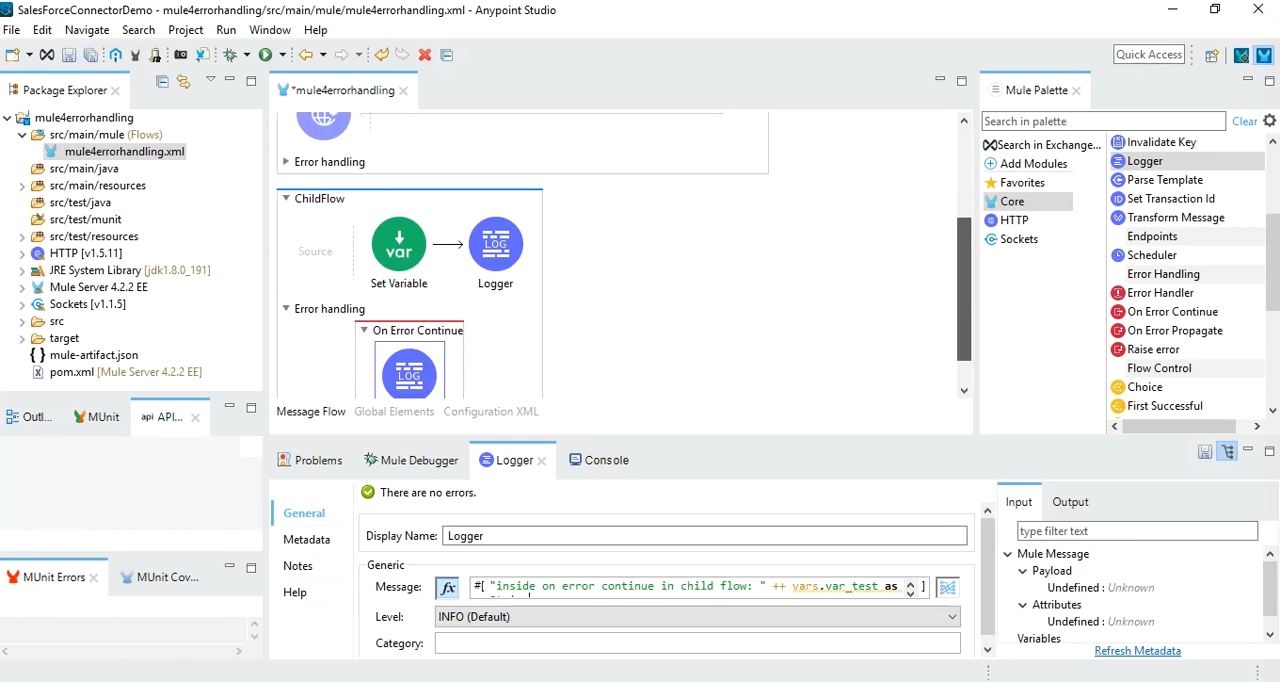 SalesForceConnectorDemo - mule4errorhandling/src/main/mule/mule4errorhandling.xml - Anypoint Studio
File Edit Navigate Search Project Run Window Help
Quick Access
Package Explorer
mule4errorhandling
src/main/mule (Flows)
mule4errorhandling.xml
src/main/java
src/main/resources
src/test/java
src/test/munit
src/test/resources
HTTP [v1.5.11]
JRE System Library [jdk1.8.0_191]
Mule Server 4.2.2 EE
Sockets [v1.1.5]
src
target
mule-artifact.json
pom.xml [Mule Server 4.2.2 EE]
Outl...
MUnit
api API...
MUnit Errors
MUnit Cov...
*mule4errorhandling
Error handling
ChildFlow
Source
var
LOG
Set Variable
Logger
Error handling
On Error Continue
LOG
Message Flow Global Elements Configuration XML
Mule Palette
Search in palette
Clear
Search in Exchange...
Add Modules
Favorites
Core
HTTP
Sockets
Invalidate Key
Logger
Parse Template
Set Transaction Id
Transform Message
Endpoints
Scheduler
Error Handling
Error Handler
On Error Continue
On Error Propagate
Raise error
Flow Control
Choice
First Successful
Problems
Mule Debugger
Logger
Console
There are no errors.
General
Metadata
Notes
Help
Display Name: Logger
Generic
Message: fx #[ "inside on error continue in child flow: " ++ vars.var_test as ]
Level: INFO (Default)
Category:
Input
Output
type filter text
Mule Message
Payload
Undefined : Unknown
Attributes
Undefined : Unknown
Variables
Refresh Metadata